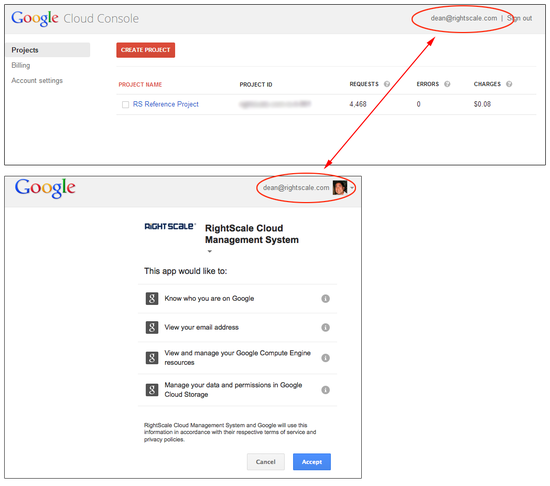 Google Cloud Console
dean@rightscale.com | Sign out
Projects
Billing
Account settings
CREATE PROJECT
PROJECT NAME PROJECT ID REQUESTS ? ERRORS ? CHARGES ?
RS Reference Project 4,468 0 $0.08
Google
dean@rightscale.com
RIGHTSCALE
RightScale Cloud
Management System
This app would like to:
g Know who you are on Google i
g View your email address i
g View and manage your Google Compute Engine
resources i
g Manage your data and permissions in Google
Cloud Storage i
RightScale Cloud Management System and Google will use this
information in accordance with their respective terms of service and
privacy policies.
Cancel Accept